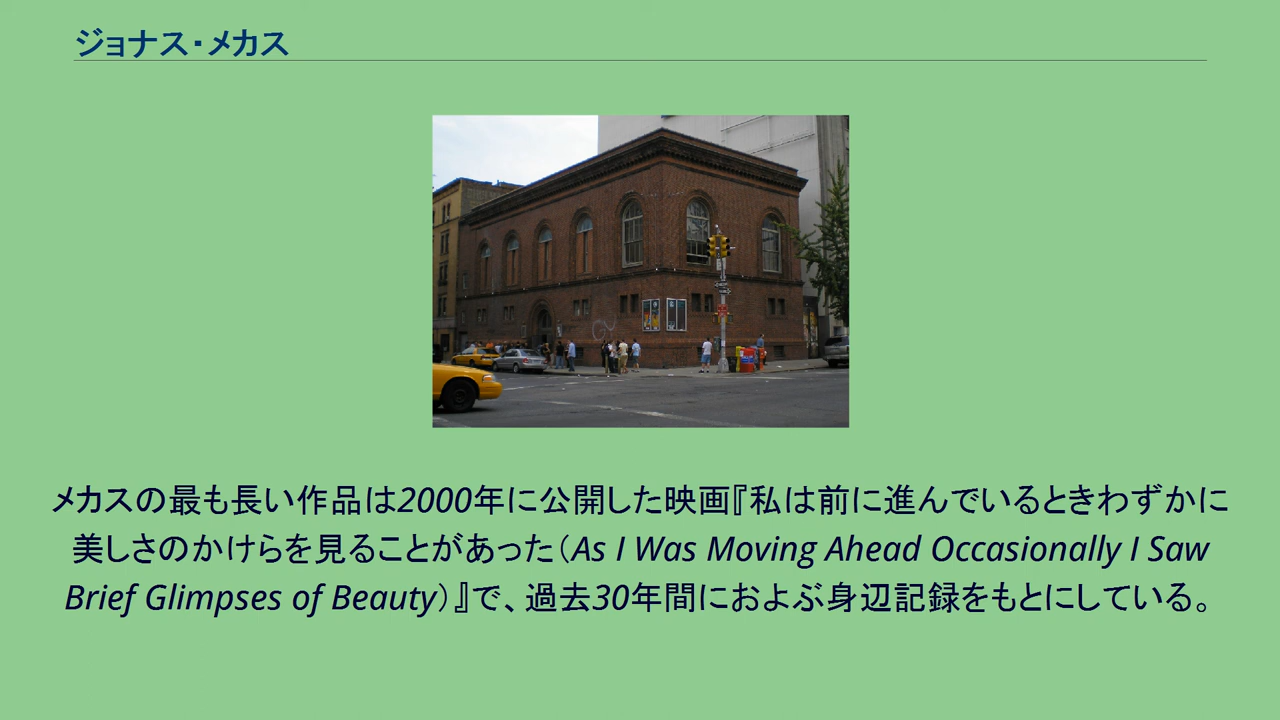 ジョナス・メカス
メカスの最も長い作品は2000年に公開した映画『私は前に進んでいるときわずかに
美しさのかけらを見ることがあった（As I Was Moving Ahead Occasionally I Saw
Brief Glimpses of Beauty）』で、過去30年間におよぶ身辺記録をもとにしている。